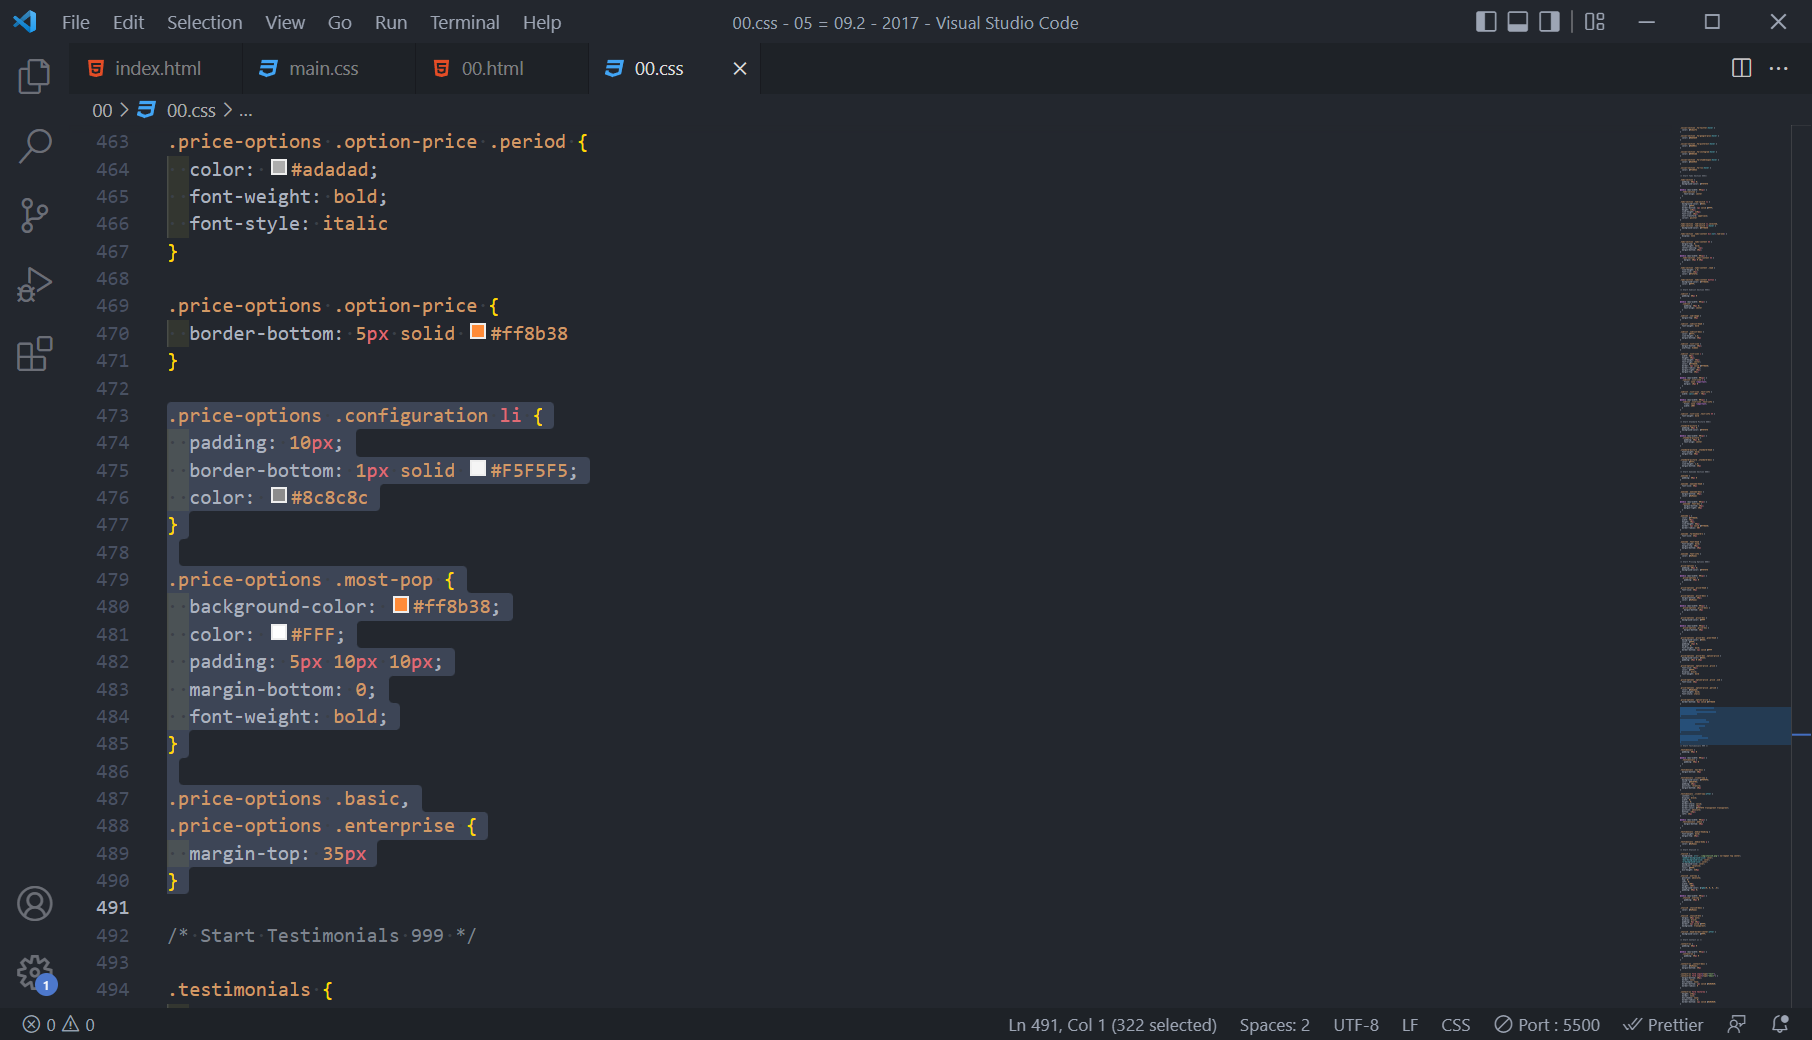 File Edit Selection View Go Run Terminal Help
00.css - 05 = 09.2 - 2017 - Visual Studio Code
index.html main.css 00.html 00.css
00 > 00.css > ...
463 .price-options .option-price .period {
464 color: #adadad;
465 font-weight: bold;
466 font-style: italic
467 }
468
469 .price-options .option-price {
470 border-bottom: 5px solid #ff8b38
471 }
472
473 .price-options .configuration li {
474 padding: 10px;
475 border-bottom: 1px solid #F5F5F5;
476 color: #8c8c8c
477 }
478
479 .price-options .most-pop {
480 background-color: #ff8b38;
481 color: #FFF;
482 padding: 5px 10px 10px;
483 margin-bottom: 0;
484 font-weight: bold;
485 }
486
487 .price-options .basic,
488 .price-options .enterprise {
489 margin-top: 35px
490 }
491
492 /* Start Testimonials 999 */
493
494 .testimonials {
1
0 0
Ln 491, Col 1 (322 selected) Spaces: 2 UTF-8 LF CSS Port : 5500 Prettier